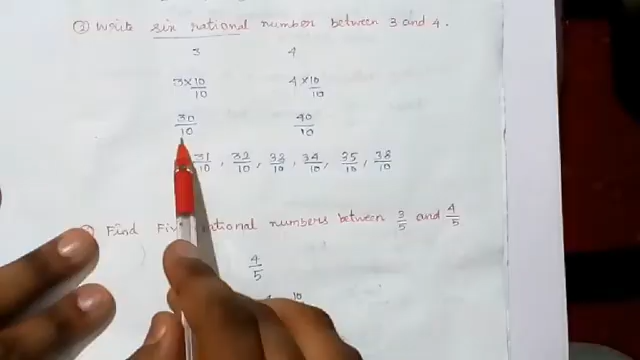 ③ Write six rational number between 3 and 4.
3 4
3 × 10/10 4 × 10/10
30/10 40/10
31/10, 32/10, 33/10, 34/10, 35/10, 38/10
Find rational numbers between 3/5 and 4/5
4/5
10